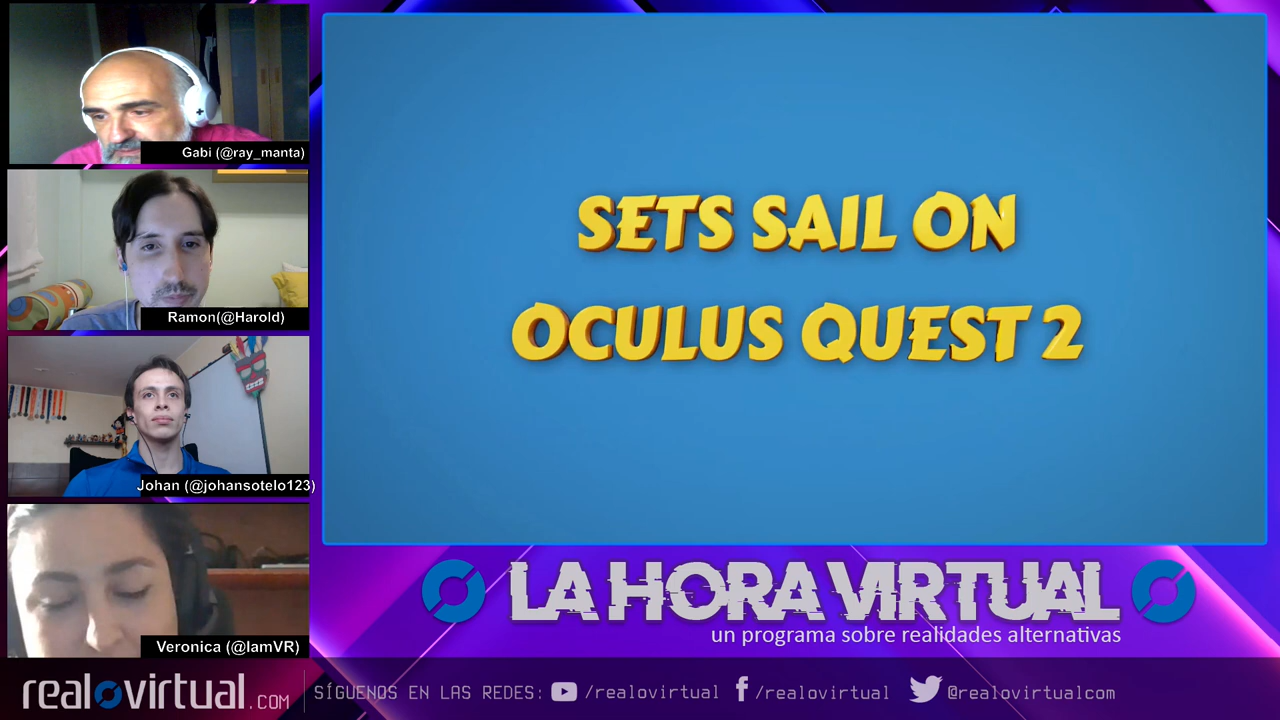 Gabi (@ray_manta)
Ramon(@Harold)
Johan (@johansotelo123)
Veronica (@IamVR)
SETS SAIL ON
OCULUS QUEST 2
LA HORA VIRTUAL
un programa sobre realidades alternativas
realovirtual.COM
SÍGUENOS EN LAS REDES: /realovirtual /realovirtual @realovirtualcom